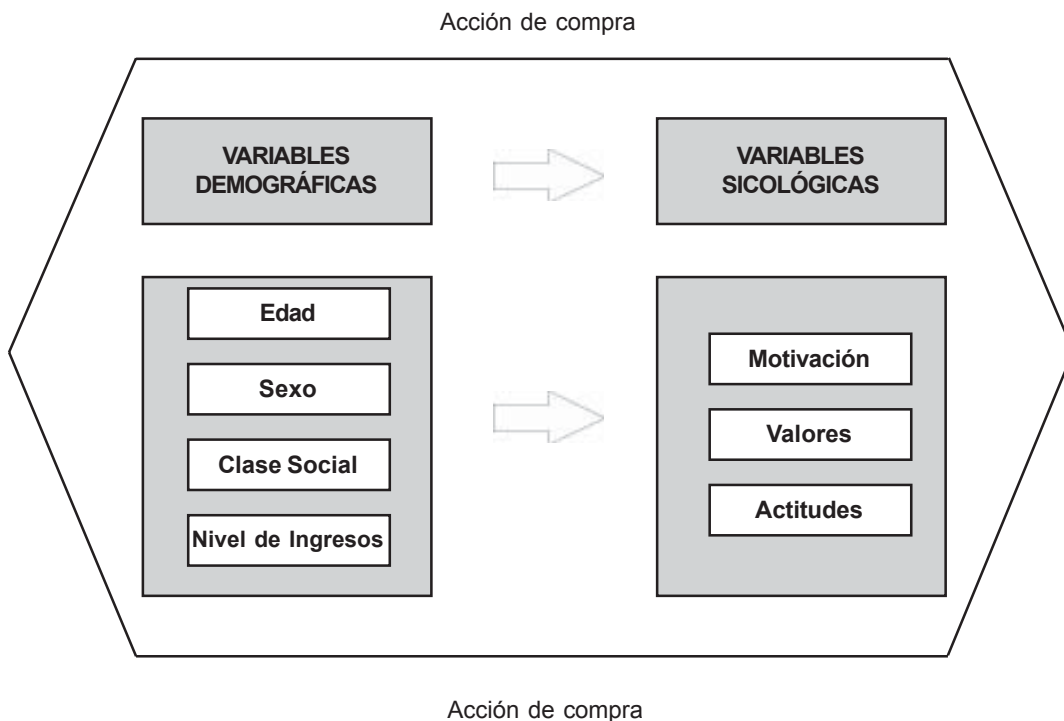 Acción de compra
VARIABLES
DEMOGRÁFICAS
VARIABLES
SICOLÓGICAS
Edad
Sexo
Clase Social
Nivel de Ingresos
Motivación
Valores
Actitudes
Acción de compra